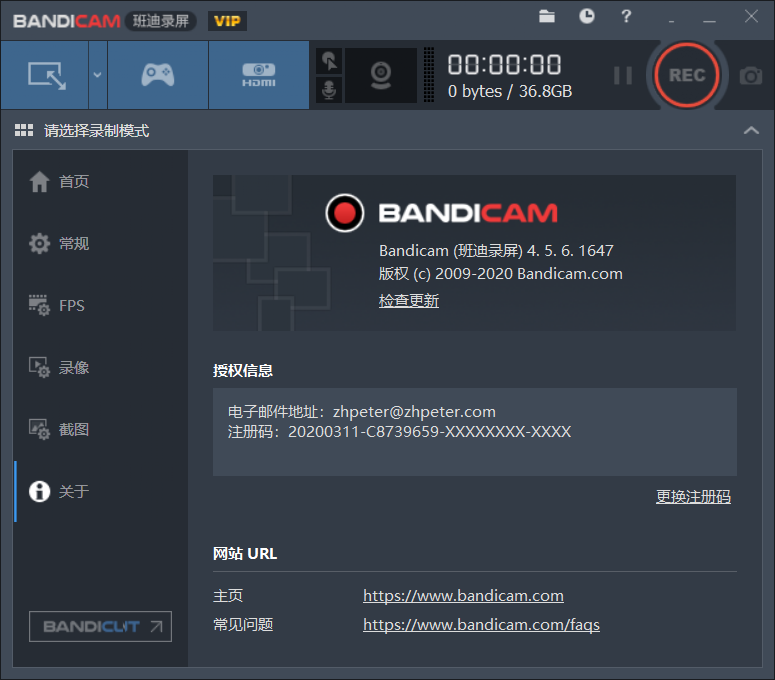 BANDICAM 班迪录屏 VIP
HDMI
00:00:00
0 bytes / 36.8GB
REC
请选择录制模式
首页
常规
FPS
录像
截图
关于
BANDICUT
BANDICAM
Bandicam (班迪录屏) 4. 5. 6. 1647
版权 (c) 2009-2020 Bandicam.com
检查更新
授权信息
电子邮件地址：zhpeter@zhpeter.com
注册码：20200311-C8739659-XXXXXXXX-XXXX
更换注册码
网站 URL
主页 https://www.bandicam.com
常见问题 https://www.bandicam.com/faqs